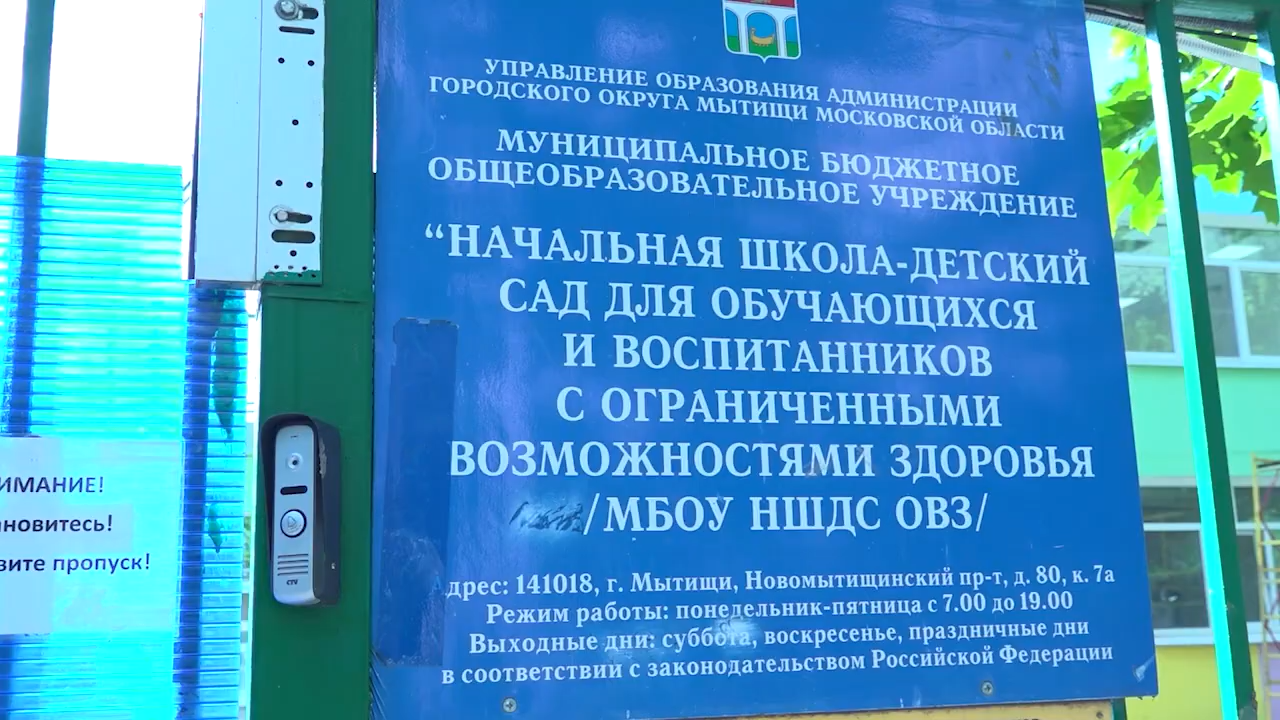 УПРАВЛЕНИЕ ОБРАЗОВАНИЯ АДМИНИСТРАЦИИ
ГОРОДСКОГО ОКРУГА МЫТИЩИ МОСКОВСКОЙ ОБЛАСТИ
МУНИЦИПАЛЬНОЕ БЮДЖЕТНОЕ
ОБЩЕОБРАЗОВАТЕЛЬНОЕ УЧРЕЖДЕНИЕ
“НАЧАЛЬНАЯ ШКОЛА-ДЕТСКИЙ
САД ДЛЯ ОБУЧАЮЩИХСЯ
И ВОСПИТАННИКОВ
С ОГРАНИЧЕННЫМИ
ВОЗМОЖНОСТЯМИ ЗДОРОВЬЯ
/МБОУ НШДС ОВЗ/
дрес: 141018, г. Мытищи, Новомытищинский пр-т, д. 80, к. 7а
Режим работы: понедельник-пятница с 7.00 до 19.00
Выходные дни: суббота, воскресенье, праздничные дни
в соответствии с законодательством Российской Федерации
ИМАНИЕ!
ановитесь!
вите пропуск!
CTV